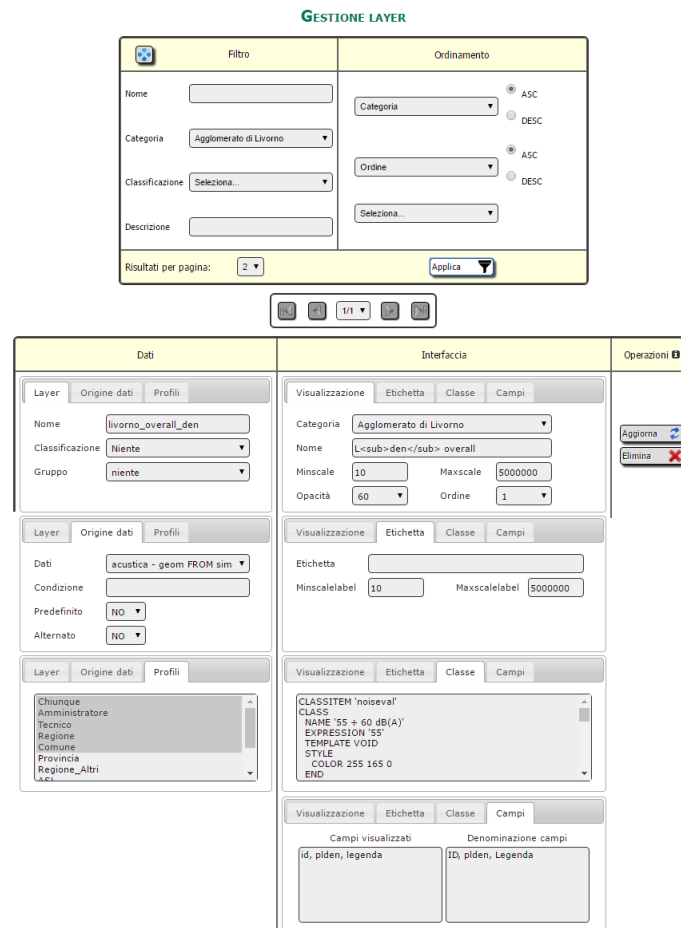 GESTIONE LAYER
Filtro
Ordinamento
Nome
Categoria
Agglomerato di Livorno
Classificazione
Seleziona...
Descrizione
Categoria
ASC
DESC
Ordine
ASC
DESC
Seleziona...
Risultati per pagina:
2
Applica
1/1
Dati
Interfaccia
Operazioni
Layer Origine dati Profili
Nome livorno_overall_den
Classificazione Niente
Gruppo niente
Visualizzazione Etichetta Classe Campi
Categoria Agglomerato di Livorno
Nome L<sub>den</sub> overall
Minscale 10 Maxscale 5000000
Opacità 60 Ordine 1
Aggiorna
Elimina
Layer Origine dati Profili
Dati acustica - geom FROM sim
Condizione
Predefinito NO
Alternato NO
Visualizzazione Etichetta Classe Campi
Etichetta
Minscalelabel 10 Maxscalelabel 5000000
Layer Origine dati Profili
Chiunque
Amministratore
Tecnico
Regione
Comune
Provincia
Regione_Altri
Visualizzazione Etichetta Classe Campi
CLASSITEM 'noiseval'
CLASS
NAME '55 ÷ 60 dB(A)'
EXPRESSION '55'
TEMPLATE VOID
STYLE
COLOR 255 165 0
END
Visualizzazione Etichetta Classe Campi
Campi visualizzati Denominazione campi
id, plden, legenda
ID, plden, Legenda